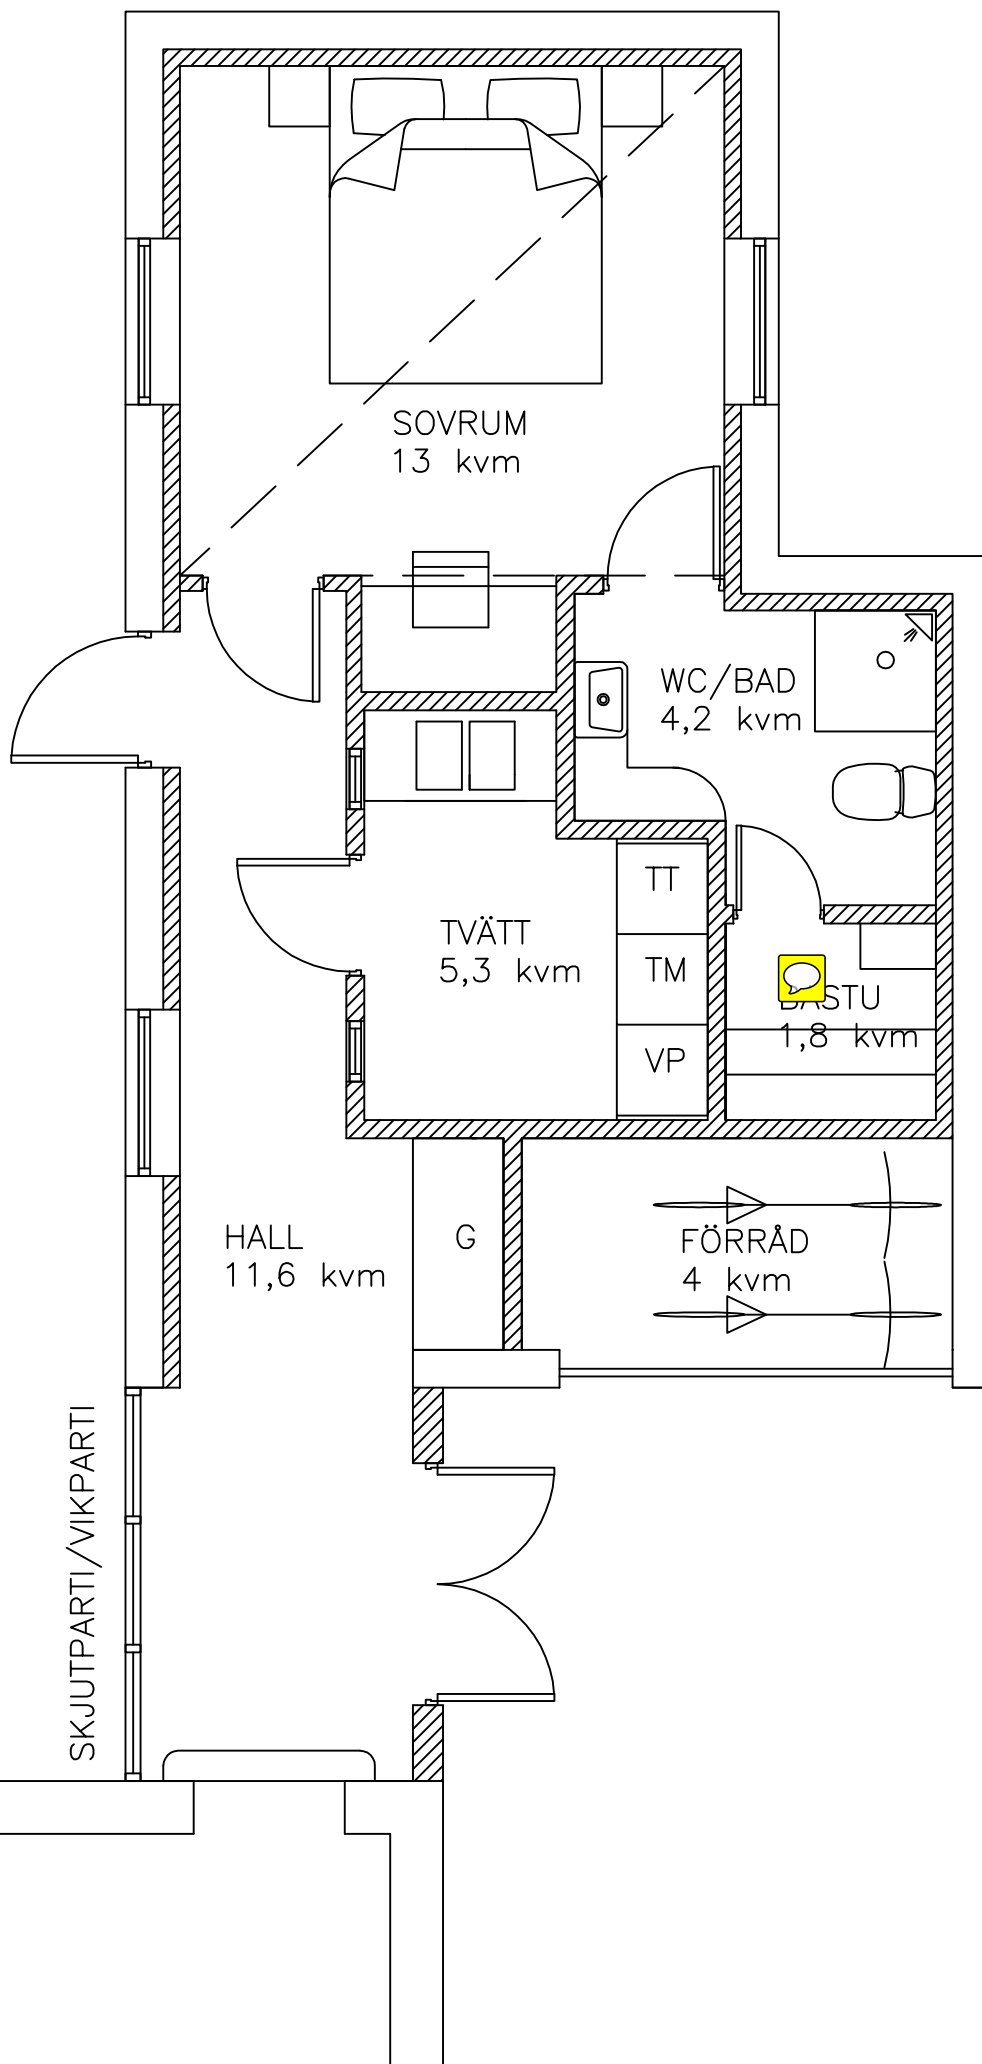 SOVRUM
13 kvm
WC/BAD
4,2 kvm
TT
TVÄTT
5,3 kvm
TM
BASTU
1,8 kvm
VP
HALL
11,6 kvm
G
FÖRRÅD
4 kvm
SKJUTPARTI/VIKPARTI